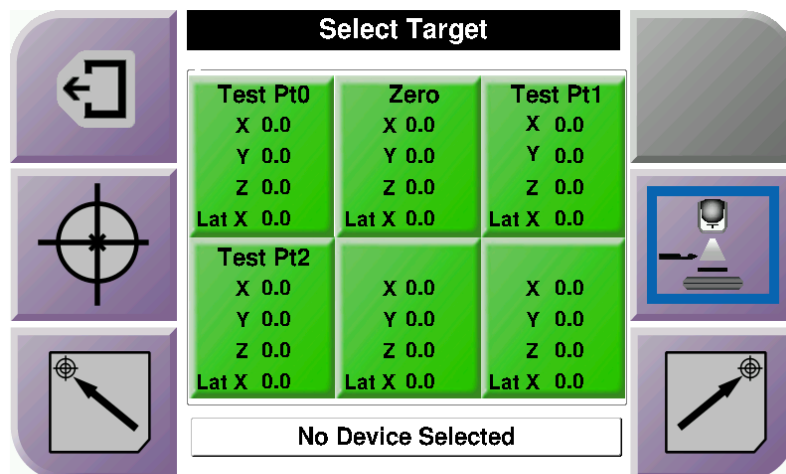 Select Target
Test Pt0 Zero Test Pt1
X 0.0 X 0.0 X 0.0
Y 0.0 Y 0.0 Y 0.0
Z 0.0 Z 0.0 Z 0.0
Lat X 0.0 Lat X 0.0 Lat X 0.0
Test Pt2
X 0.0 X 0.0 X 0.0
Y 0.0 Y 0.0 Y 0.0
Z 0.0 Z 0.0 Z 0.0
Lat X 0.0 Lat X 0.0 Lat X 0.0
No Device Selected